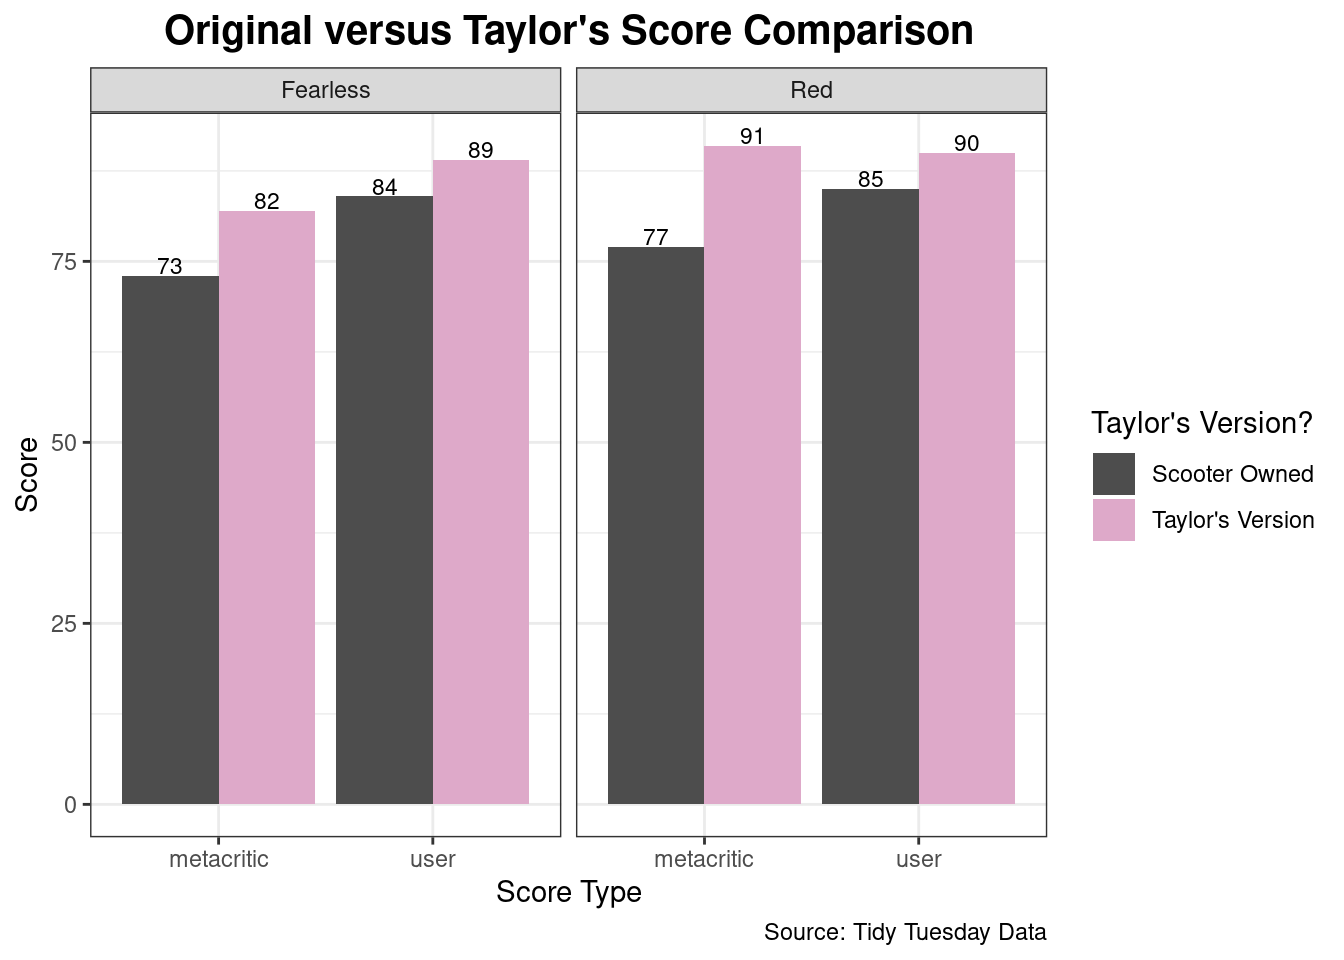 Original versus Taylor's Score Comparison
Fearless
Red
73
82
84
89
77
91
85
90
75
50
25
0
Score
metacritic
user
metacritic
user
Score Type
Taylor's Version?
Scooter Owned
Taylor's Version
Source: Tidy Tuesday Data